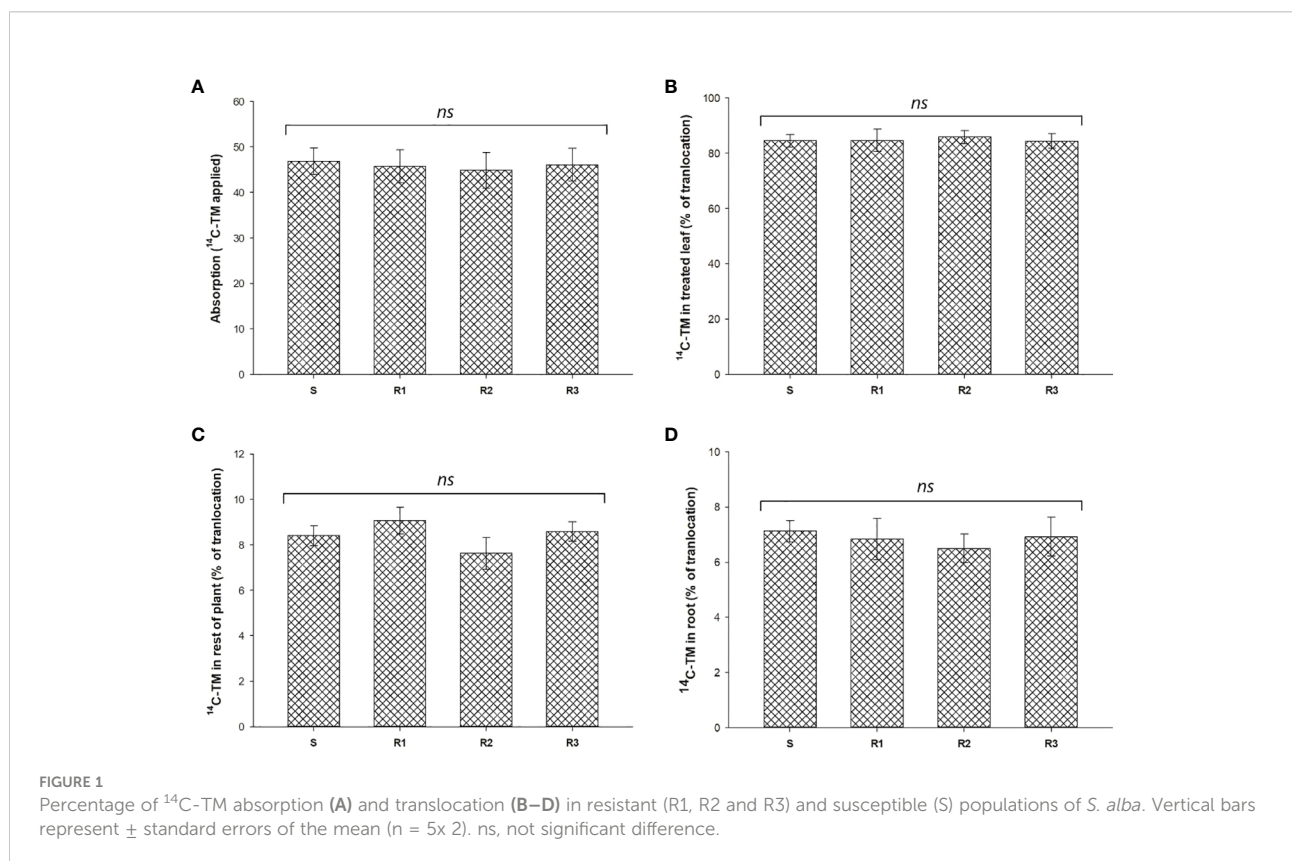 A
ns
Absorption (¹⁴C-TM applied)
60
50
40
30
20
10
0
S R1 R2 R3
B
ns
¹⁴C-TM in treated leaf (% of tranlocation)
100
80
60
40
20
0
S R1 R2 R3
C
ns
¹⁴C-TM in rest of plant (% of tranlocation)
12
10
8
6
4
2
0
S R1 R2 R3
D
ns
¹⁴C-TM in root (% of tranlocation)
10
8
6
4
2
0
S R1 R2 R3
FIGURE 1
Percentage of ¹⁴C-TM absorption (A) and translocation (B–D) in resistant (R1, R2 and R3) and susceptible (S) populations of S. alba. Vertical bars
represent ± standard errors of the mean (n = 5x 2). ns, not significant difference.